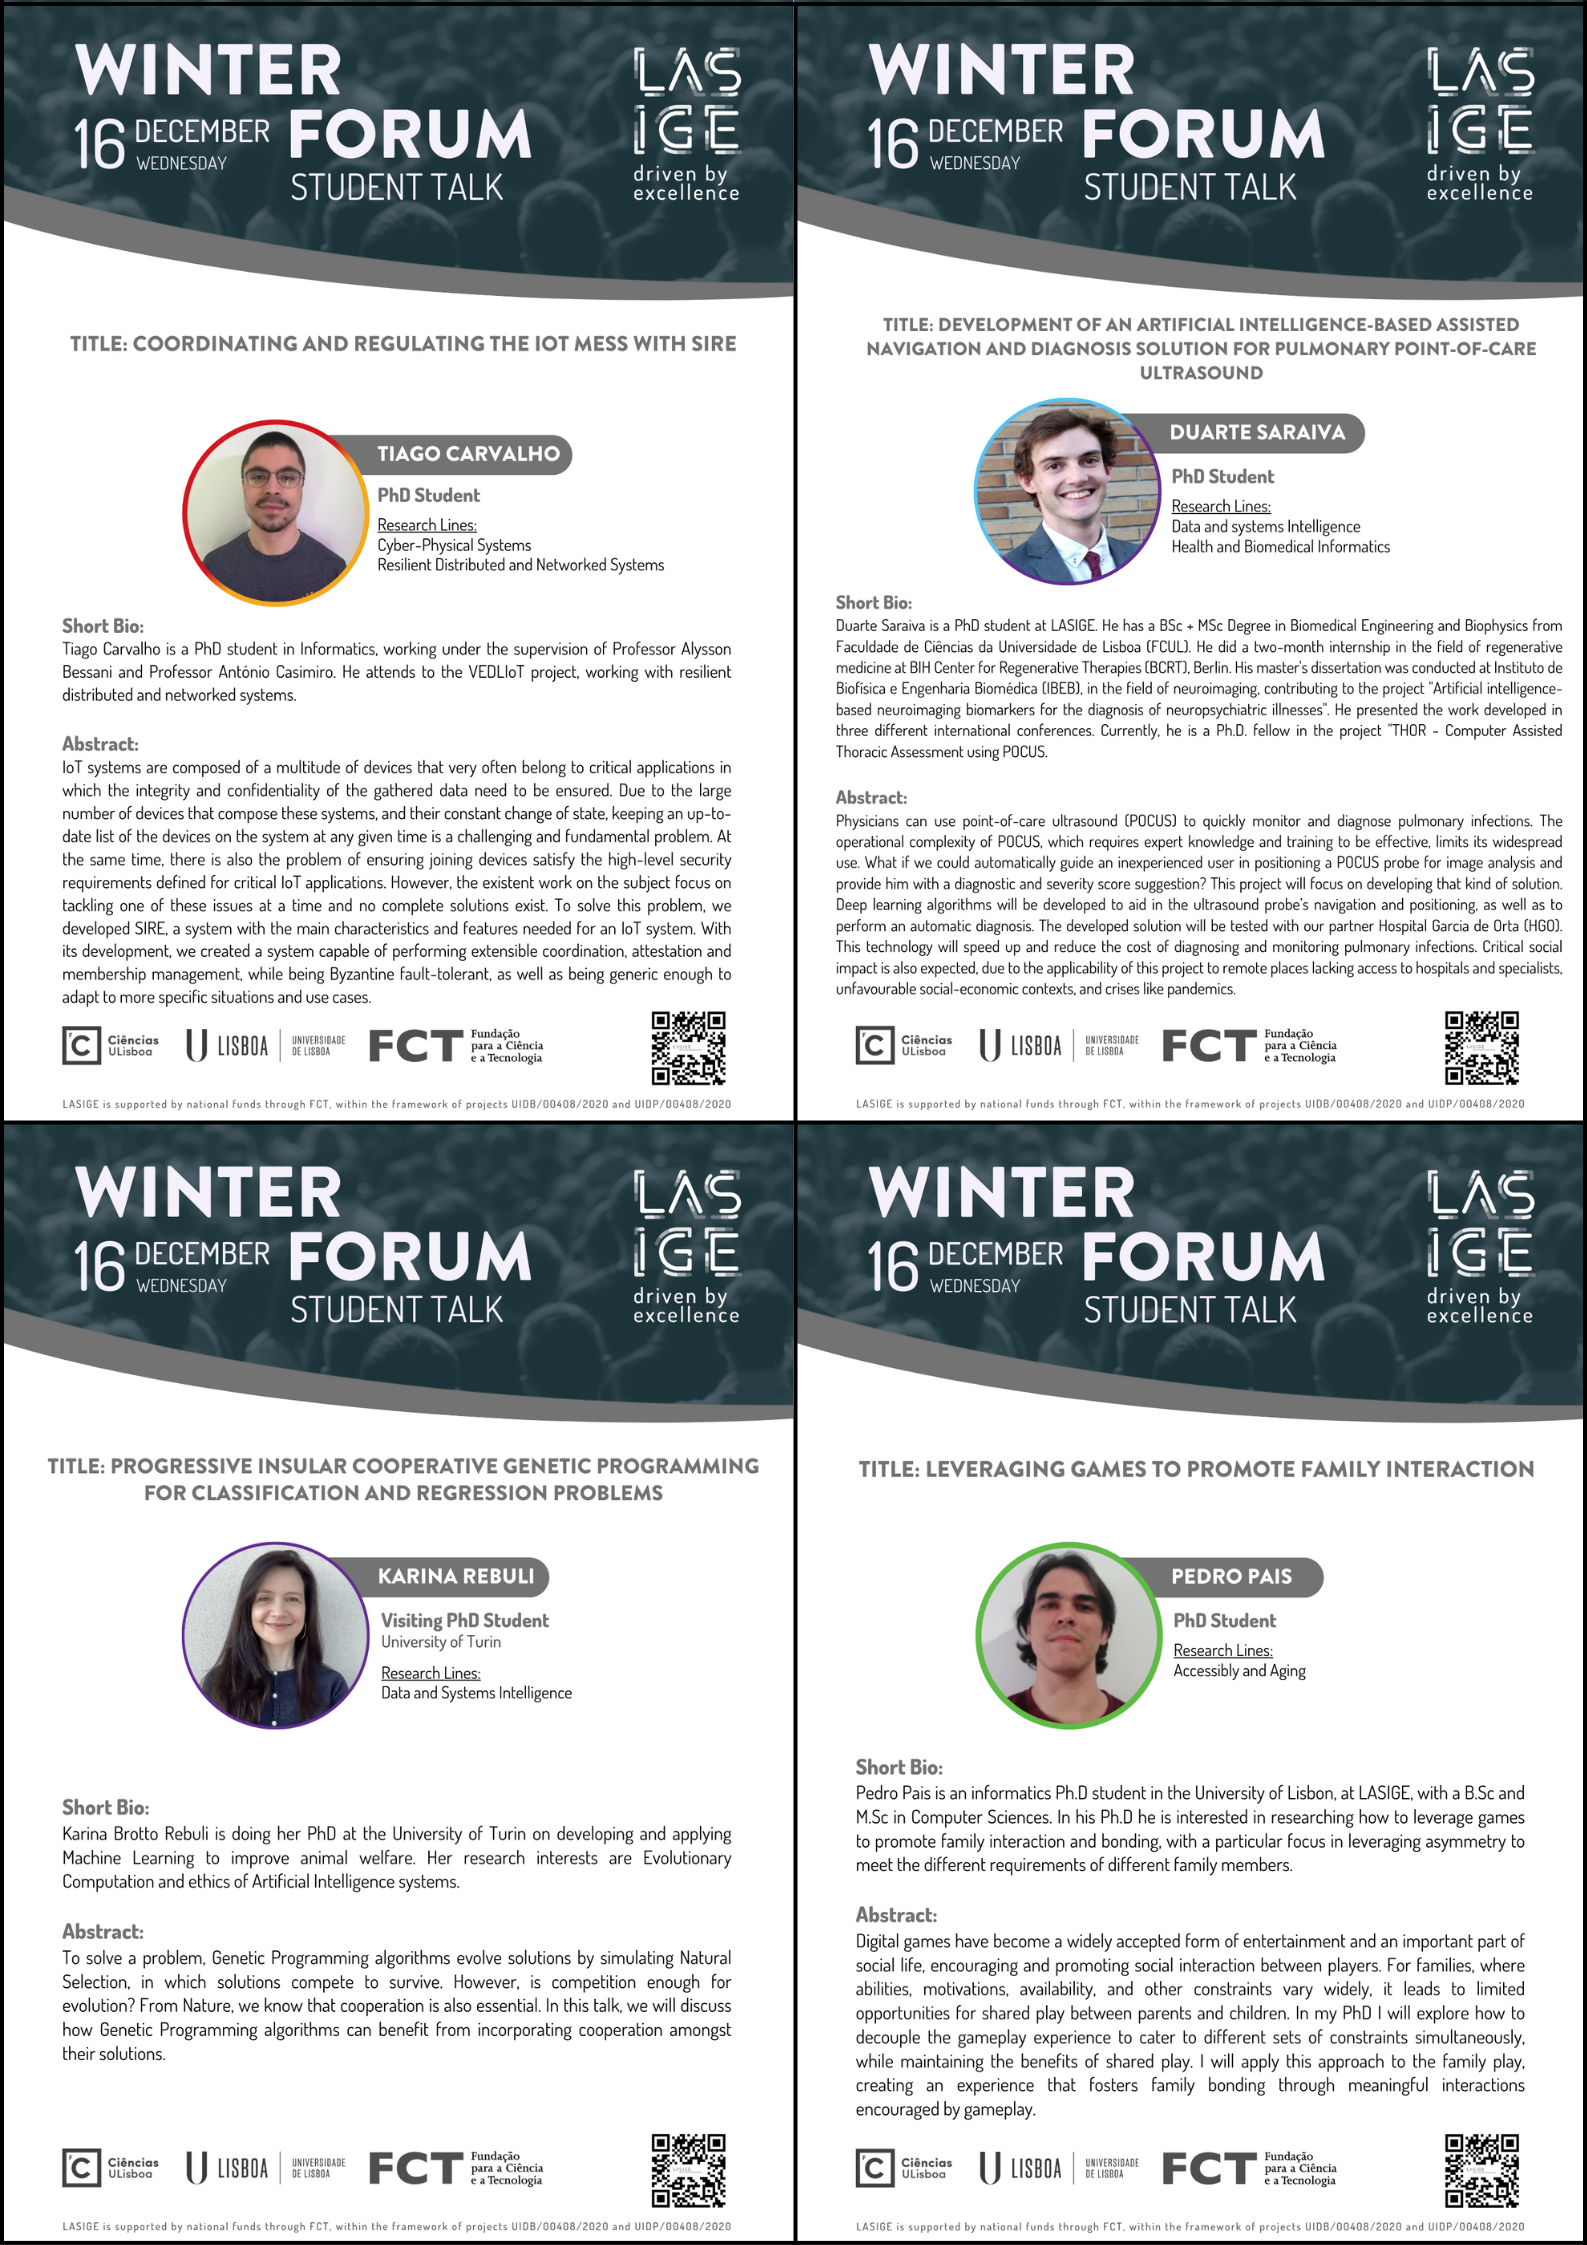 WINTER
16 DECEMBER FORUM
WEDNESDAY
STUDENT TALK
LAS
IGE
driven by
excellence
TITLE: COORDINATING AND REGULATING THE IOT MESS WITH SIRE
TIAGO CARVALHO
PhD Student
Research Lines:
Cyber-Physical Systems
Resilient Distributed and Networked Systems
Short Bio:
Tiago Carvalho is a PhD student in Informatics, working under the supervision of Professor Alysson
Bessani and Professor António Casimiro. He attends to the VEDLIoT project, working with resilient
distributed and networked systems.
Abstract:
IoT systems are composed of a multitude of devices that very often belong to critical applications in
which the integrity and confidentiality of the gathered data need to be ensured. Due to the large
number of devices that compose these systems, and their constant change of state, keeping an up-to-
date list of the devices on the system at any given time is a challenging and fundamental problem. At
the same time, there is also the problem of ensuring joining devices satisfy the high-level security
requirements defined for critical IoT applications. However, the existent work on the subject focus on
tackling one of these issues at a time and no complete solutions exist. To solve this problem, we
developed SIRE, a system with the main characteristics and features needed for an IoT system. With
its development, we created a system capable of performing extensible coordination, attestation and
membership management, while being Byzantine fault-tolerant, as well as being generic enough to
adapt to more specific situations and use cases.
Ciências
ULisboa
U LISBOA
UNIVERSIDADE
DE LISBOA
FCT
Fundação
para a Ciência
e a Tecnologia
LASIGE is supported by national funds through FCT, within the framework of projects UIDB/00408/2020 and UIDP/00408/2020
WINTER
16 DECEMBER FORUM
WEDNESDAY
STUDENT TALK
LAS
IGE
driven by
excellence
TITLE: DEVELOPMENT OF AN ARTIFICIAL INTELLIGENCE-BASED ASSISTED
NAVIGATION AND DIAGNOSIS SOLUTION FOR PULMONARY POINT-OF-CARE
ULTRASOUND
DUARTE SARAIVA
PhD Student
Research Lines:
Data and systems Intelligence
Health and Biomedical Informatics
Short Bio:
Duarte Saraiva is a PhD student at LASIGE. He has a BSc + MSc Degree in Biomedical Engineering and Biophysics from
Faculdade de Ciências da Universidade de Lisboa (FCUL). He did a two-month internship in the field of regenerative
medicine at BIH Center for Regenerative Therapies (BCRT), Berlin. His master's dissertation was conducted at Instituto de
Biofísica e Engenharia Biomédica (IBEB), in the field of neuroimaging, contributing to the project "Artificial intelligence-
based neuroimaging biomarkers for the diagnosis of neuropsychiatric illnesses". He presented the work developed in
three different international conferences. Currently, he is a Ph.D. fellow in the project "THOR - Computer Assisted
Thoracic Assessment using POCUS.
Abstract:
Physicians can use point-of-care ultrasound (POCUS) to quickly monitor and diagnose pulmonary infections. The
operational complexity of POCUS, which requires expert knowledge and training to be effective, limits its widespread
use. What if we could automatically guide an inexperienced user in positioning a POCUS probe for image analysis and
provide him with a diagnostic and severity score suggestion? This project will focus on developing that kind of solution.
Deep learning algorithms will be developed to aid in the ultrasound probe's navigation and positioning, as well as to
perform an automatic diagnosis. The developed solution will be tested with our partner Hospital Garcia de Orta (HGO).
This technology will speed up and reduce the cost of diagnosing and monitoring pulmonary infections. Critical social
impact is also expected, due to the applicability of this project to remote places lacking access to hospitals and specialists,
unfavourable social-economic contexts, and crises like pandemics.
Ciências
ULisboa
U LISBOA
UNIVERSIDADE
DE LISBOA
FCT
Fundação
para a Ciência
e a Tecnologia
LASIGE is supported by national funds through FCT, within the framework of projects UIDB/00408/2020 and UIDP/00408/2020
WINTER
16 DECEMBER FORUM
WEDNESDAY
STUDENT TALK
LAS
IGE
driven by
excellence
TITLE: PROGRESSIVE INSULAR COOPERATIVE GENETIC PROGRAMMING
FOR CLASSIFICATION AND REGRESSION PROBLEMS
KARINA REBULI
Visiting PhD Student
University of Turin
Research Lines:
Data and Systems Intelligence
Short Bio:
Karina Brotto Rebuli is doing her PhD at the University of Turin on developing and applying
Machine Learning to improve animal welfare. Her research interests are Evolutionary
Computation and ethics of Artificial Intelligence systems.
Abstract:
To solve a problem, Genetic Programming algorithms evolve solutions by simulating Natural
Selection, in which solutions compete to survive. However, is competition enough for
evolution? From Nature, we know that cooperation is also essential. In this talk, we will discuss
how Genetic Programming algorithms can benefit from incorporating cooperation amongst
their solutions.
Ciências
ULisboa
U LISBOA
UNIVERSIDADE
DE LISBOA
FCT
Fundação
para a Ciência
e a Tecnologia
LASIGE is supported by national funds through FCT, within the framework of projects UIDB/00408/2020 and UIDP/00408/2020
WINTER
16 DECEMBER FORUM
WEDNESDAY
STUDENT TALK
LAS
IGE
driven by
excellence
TITLE: LEVERAGING GAMES TO PROMOTE FAMILY INTERACTION
PEDRO PAIS
PhD Student
Research Lines:
Accessibly and Aging
Short Bio:
Pedro Pais is an informatics Ph.D student in the University of Lisbon, at LASIGE, with a B.Sc and
M.Sc in Computer Sciences. In his Ph.D he is interested in researching how to leverage games
to promote family interaction and bonding, with a particular focus in leveraging asymmetry to
meet the different requirements of different family members.
Abstract:
Digital games have become a widely accepted form of entertainment and an important part of
social life, encouraging and promoting social interaction between players. For families, where
abilities, motivations, availability, and other constraints vary widely, it leads to limited
opportunities for shared play between parents and children. In my PhD I will explore how to
decouple the gameplay experience to cater to different sets of constraints simultaneously,
while maintaining the benefits of shared play. I will apply this approach to the family play,
creating an experience that fosters family bonding through meaningful interactions
encouraged by gameplay.
Ciências
ULisboa
U LISBOA
UNIVERSIDADE
DE LISBOA
FCT
Fundação
para a Ciência
e a Tecnologia
LASIGE is supported by national funds through FCT, within the framework of projects UIDB/00408/2020 and UIDP/00408/2020